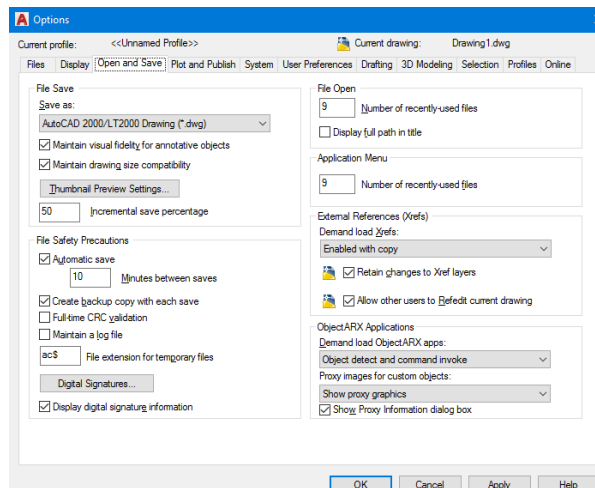 A Options
Current profile: <<Unnamed Profile>> Current drawing: Drawing1.dwg
Files Display Open and Save Plot and Publish System User Preferences Drafting 3D Modeling Selection Profiles Online
File Save
Save as:
AutoCAD 2000/LT2000 Drawing (*.dwg)
Maintain visual fidelity for annotative objects
Maintain drawing size compatibility
Thumbnail Preview Settings...
50 Incremental save percentage
File Safety Precautions
Automatic save
10 Minutes between saves
Create backup copy with each save
Full-time CRC validation
Maintain a log file
ac$ File extension for temporary files
Digital Signatures...
Display digital signature information
File Open
9 Number of recently-used files
Display full path in title
Application Menu
9 Number of recently-used files
External References (Xrefs)
Demand load Xrefs:
Enabled with copy
Retain changes to Xref layers
Allow other users to Refedit current drawing
ObjectARX Applications
Demand load ObjectARX apps:
Object detect and command invoke
Proxy images for custom objects:
Show proxy graphics
Show Proxy Information dialog box
OK Cancel Apply Help